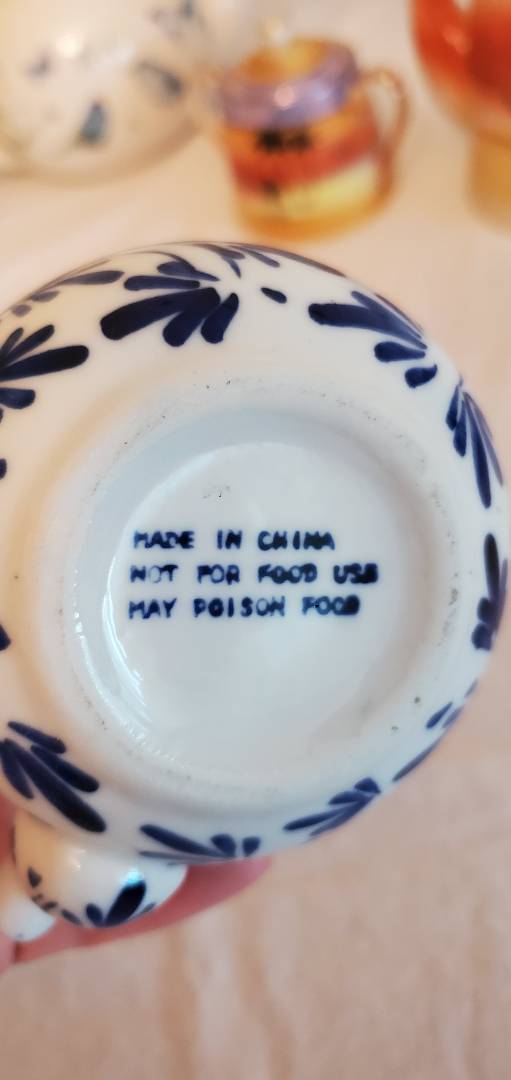 MADE IN CHINA
NOT FOR FOOD USE
MAY POISON FOOD